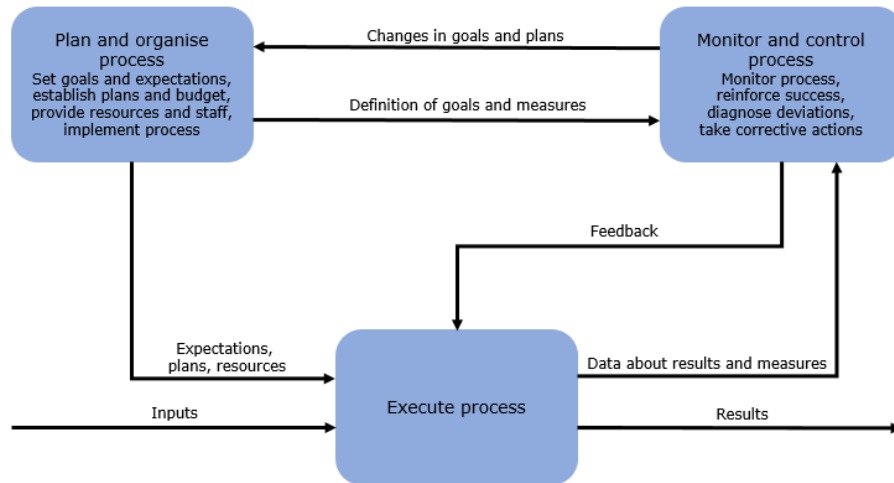 Plan and organise
process
Set goals and expectations,
establish plans and budget,
provide resources and staff,
implement process
Changes in goals and plans
Definition of goals and measures
Monitor and control
process
Monitor process,
reinforce success,
diagnose deviations,
take corrective actions
Feedback
Expectations,
plans, resources
Data about results and measures
Execute process
Inputs
Results